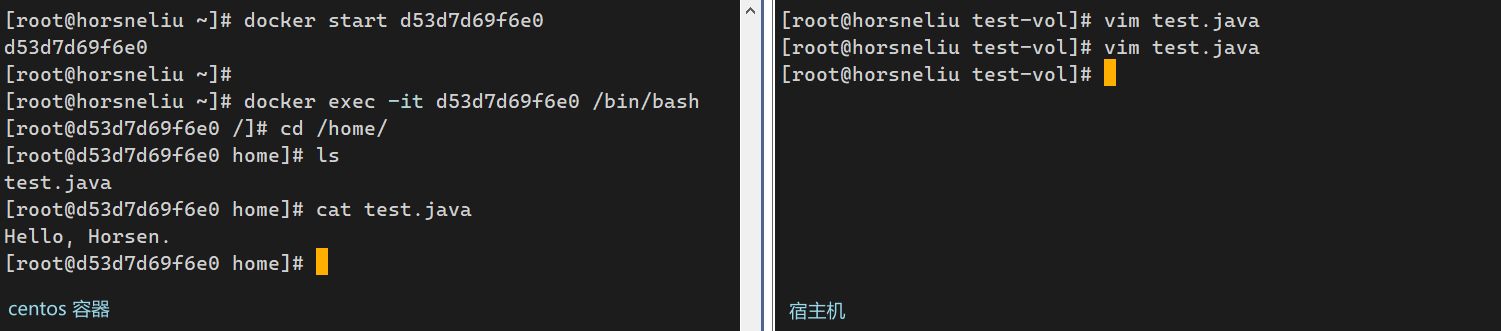 [root@horsneliu ~]# docker start d53d7d69f6e0
d53d7d69f6e0
[root@horsneliu ~]#
[root@horsneliu ~]# docker exec -it d53d7d69f6e0 /bin/bash
[root@d53d7d69f6e0 /]# cd /home/
[root@d53d7d69f6e0 home]# ls
test.java
[root@d53d7d69f6e0 home]# cat test.java
Hello, Horsen.
[root@d53d7d69f6e0 home]#
centos 容器
[root@horsneliu test-vol]# vim test.java
[root@horsneliu test-vol]# vim test.java
[root@horsneliu test-vol]#
宿主机